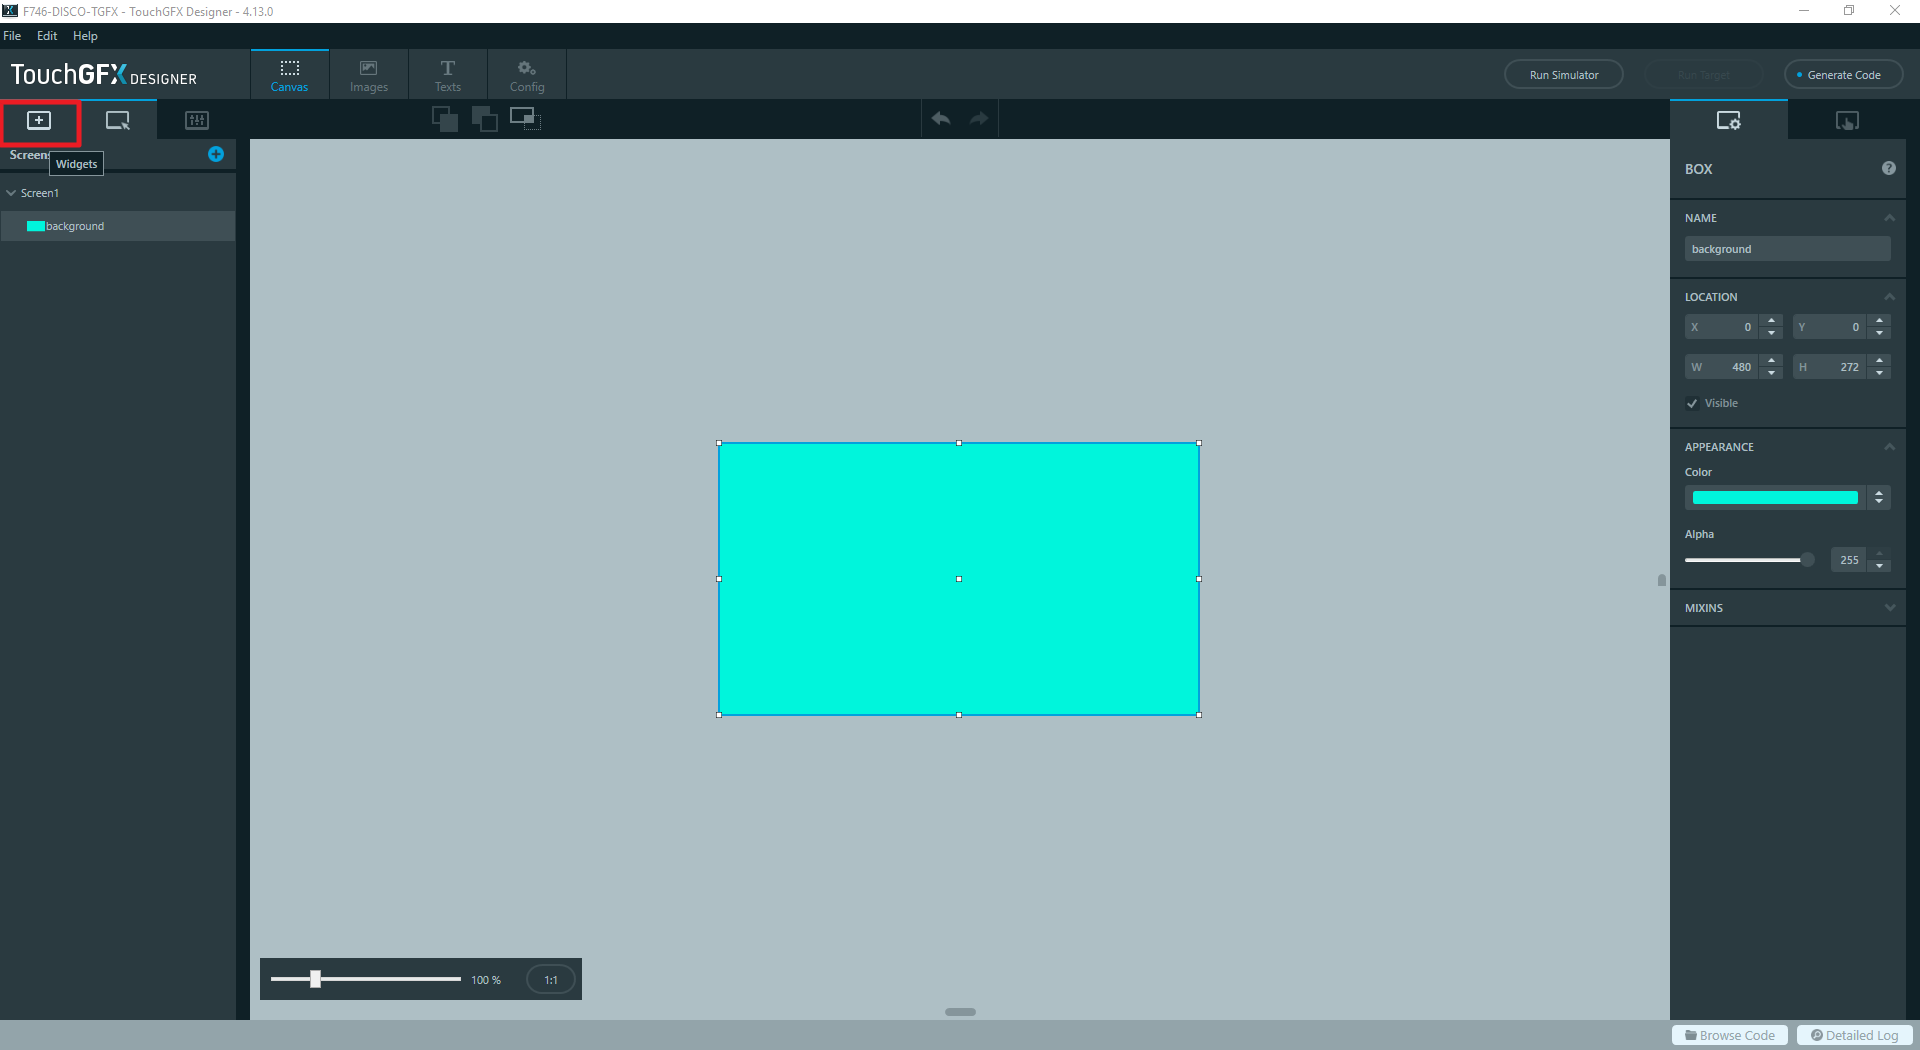 F746-DISCO-TGFX - TouchGFX Designer - 4.13.0
File Edit Help
TouchGFX DESIGNER
Canvas Images Texts Config
Run Simulator Run Target Generate Code
Screens
Widgets
Screen1
background
BOX
NAME
background
LOCATION
X 0 Y 0
W 480 H 272
Visible
APPEARANCE
Color
Alpha
255
MIXINS
100 % 1:1
Browse Code Detailed Log